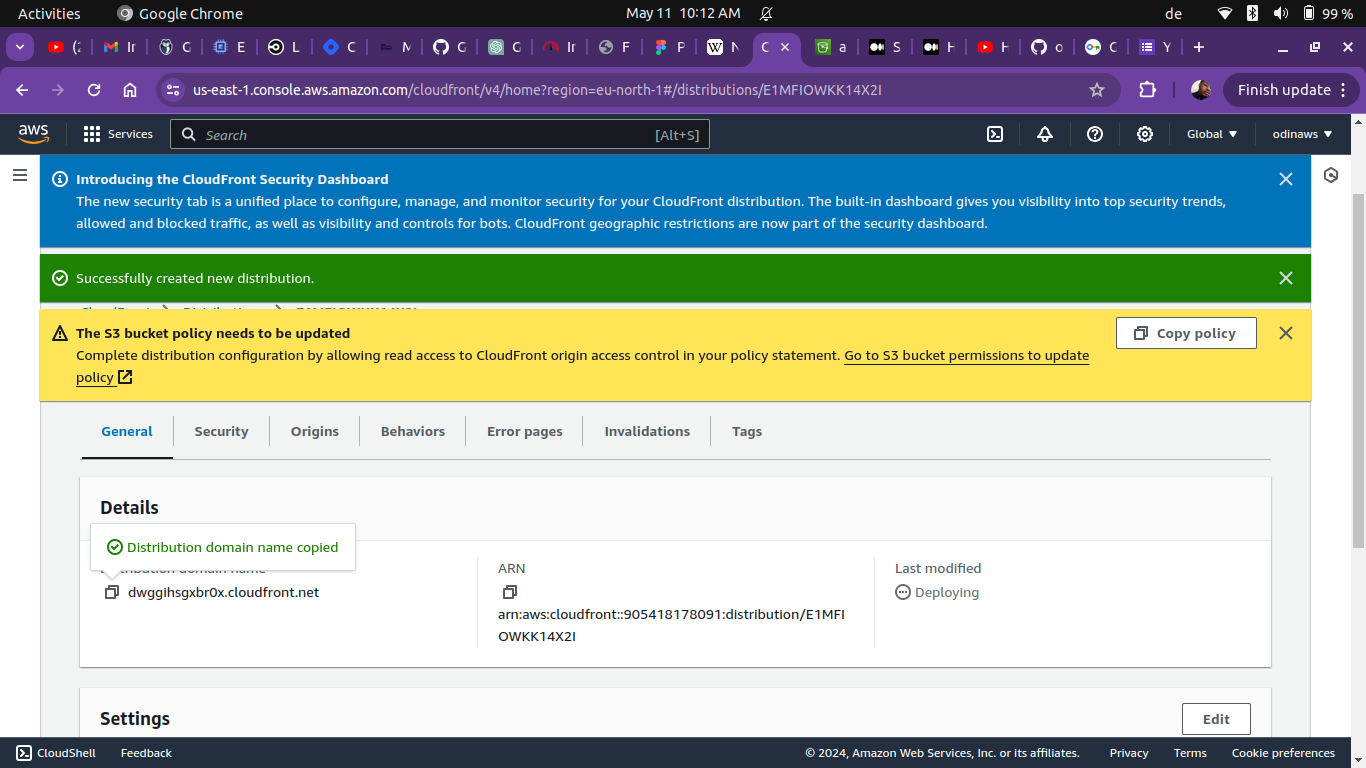 Activities Google Chrome May 11 10:12 AM de 99 %
(2 Ir G E L C M G G Ir F P N C a S H H o C Y
us-east-1.console.aws.amazon.com/cloudfront/v4/home?region=eu-north-1#/distributions/E1MFIOWKK14X2I Finish update
aws Services Search [Alt+S] Global odinaws
Introducing the CloudFront Security Dashboard
The new security tab is a unified place to configure, manage, and monitor security for your CloudFront distribution. The built-in dashboard gives you visibility into top security trends,
allowed and blocked traffic, as well as visibility and controls for bots. CloudFront geographic restrictions are now part of the security dashboard.
Successfully created new distribution.
The S3 bucket policy needs to be updated
Copy policy
Complete distribution configuration by allowing read access to CloudFront origin access control in your policy statement. Go to S3 bucket permissions to update
policy
General Security Origins Behaviors Error pages Invalidations Tags
Details
Distribution domain name copied
ARN Last modified
dwggihsgxbr0x.cloudfront.net Deploying
arn:aws:cloudfront::905418178091:distribution/E1MFI
OWKK14X2I
Settings Edit
CloudShell Feedback © 2024, Amazon Web Services, Inc. or its affiliates. Privacy Terms Cookie preferences